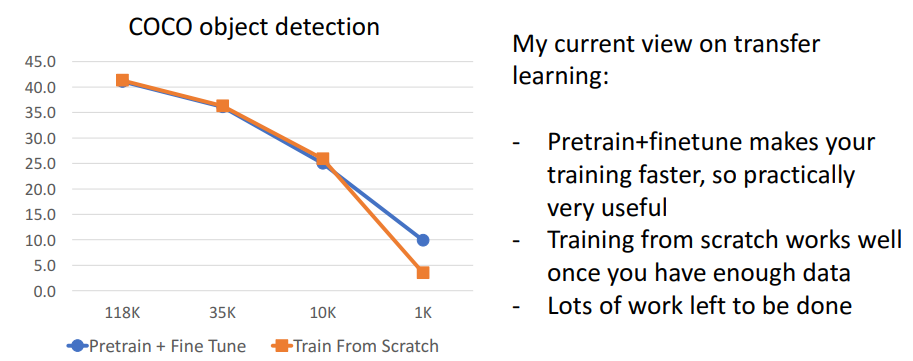 COCO object detection
45.0
40.0
35.0
30.0
25.0
20.0
15.0
10.0
5.0
0.0
118K 35K 10K 1K
Pretrain + Fine Tune Train From Scratch
My current view on transfer
learning:
- Pretrain+finetune makes your
training faster, so practically
very useful
- Training from scratch works well
once you have enough data
- Lots of work left to be done